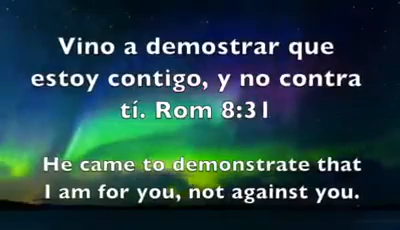 Vino a demostrar que
estoy contigo, y no contra
tí. Rom 8:31
He came to demonstrate that
I am for you, not against you.